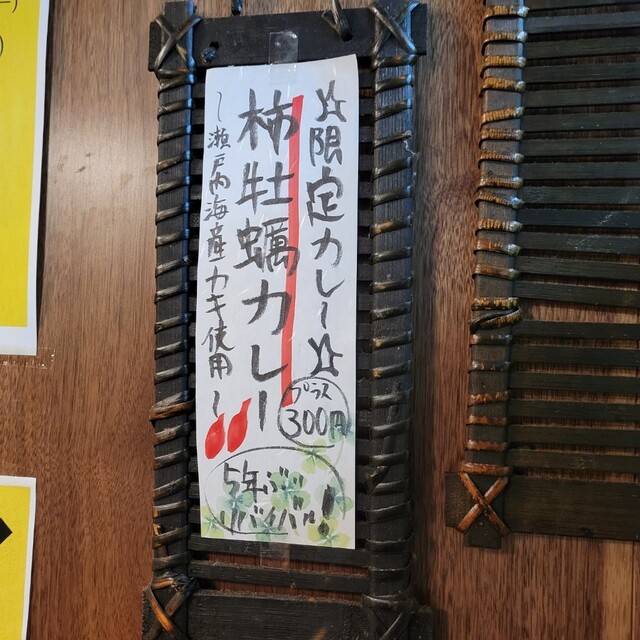 ☆限定カレー☆
柿牡蠣カレー
～瀬戸内海産カキ使用～
プラス
300円
5年ぶり
リバイバル！